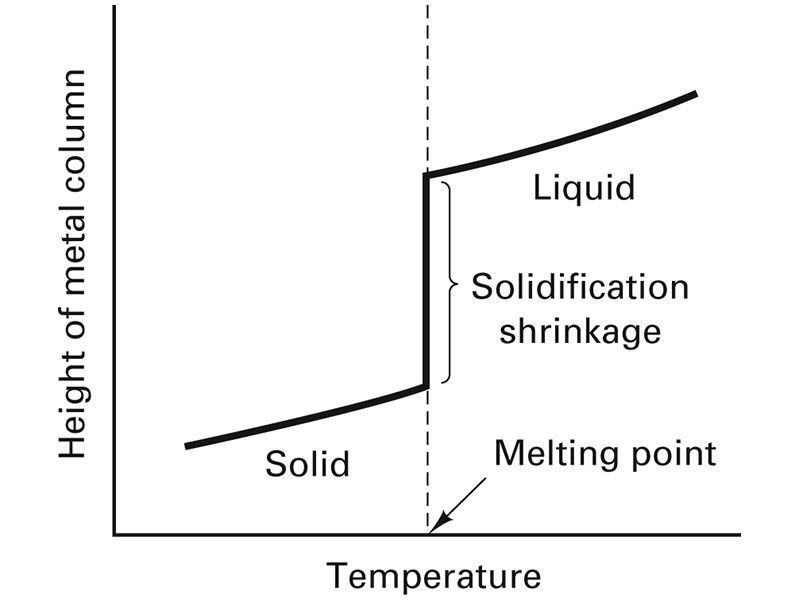 Height of metal column
Liquid
Solidification
shrinkage
Solid
Melting point
Temperature